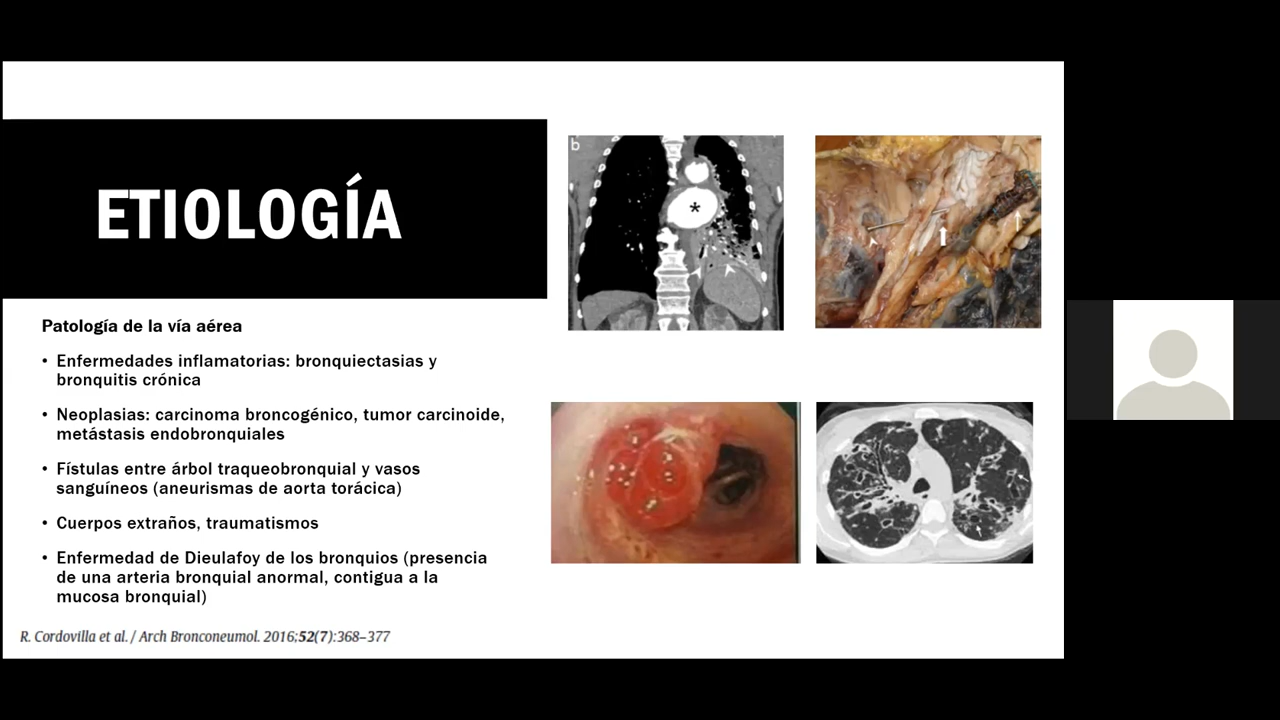 ETIOLOGÍA
Patología de la vía aérea
• Enfermedades inflamatorias: bronquiectasias y
bronquitis crónica
• Neoplasias: carcinoma broncogénico, tumor carcinoide,
metástasis endobronquiales
• Fístulas entre árbol traqueobronquial y vasos
sanguíneos (aneurismas de aorta torácica)
• Cuerpos extraños, traumatismos
• Enfermedad de Dieulafoy de los bronquios (presencia
de una arteria bronquial anormal, contigua a la
mucosa bronquial)
R. Cordovilla et al. / Arch Bronconeumol. 2016;52(7):368–377
b
*